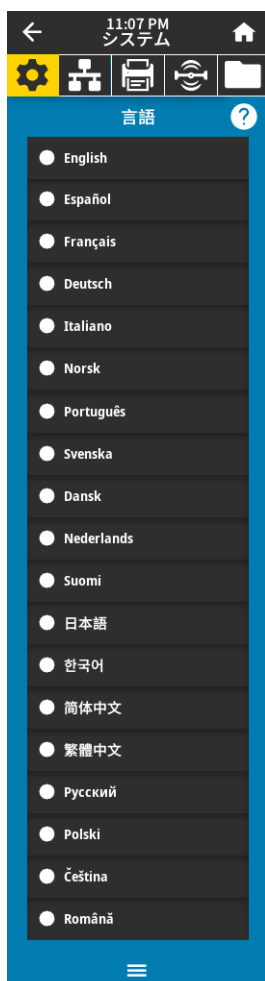 11:07 PM
システム
言語
?
English
Español
Français
Deutsch
Italiano
Norsk
Português
Svenska
Dansk
Nederlands
Suomi
日本語
한국어
简体中文
繁體中文
Русский
Polski
Čeština
Română